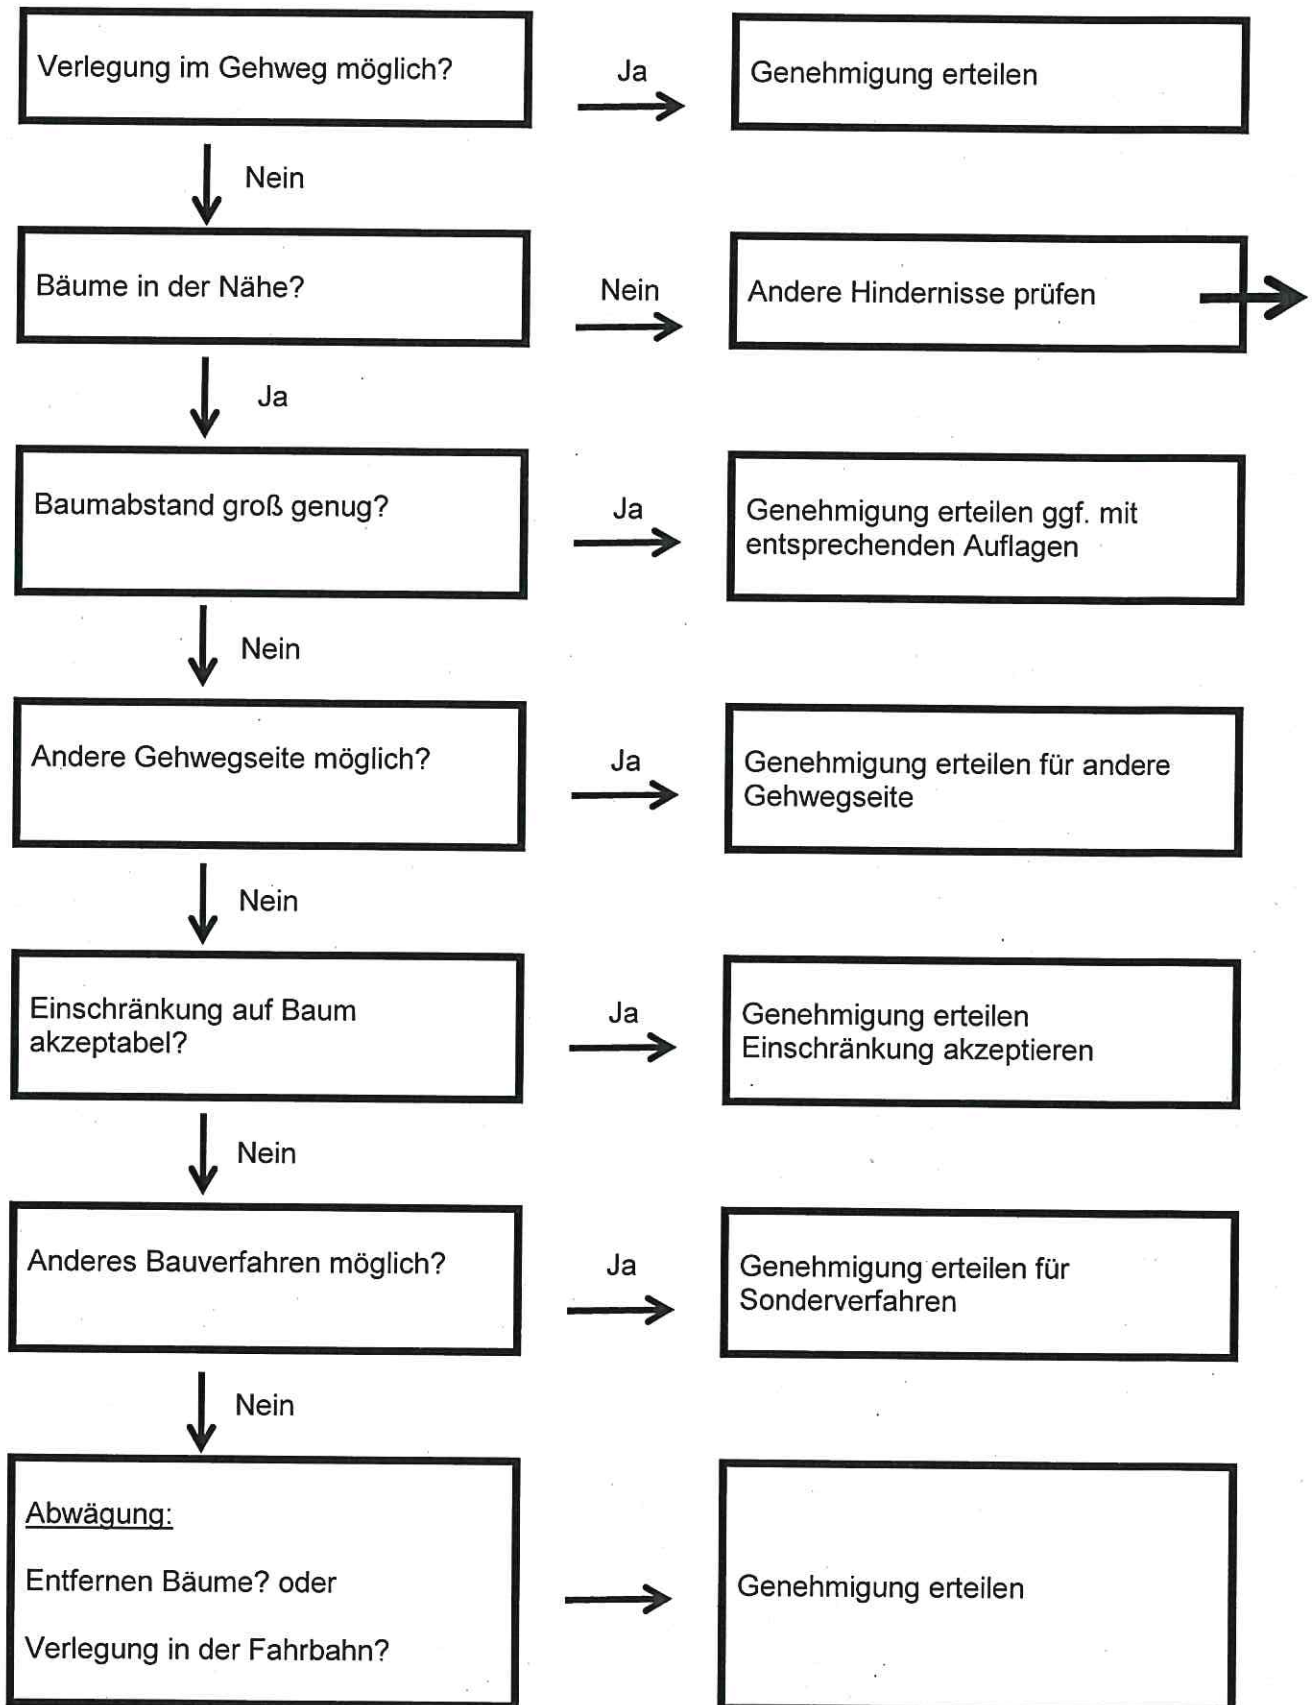 Verlegung im Gehweg möglich?
Ja
Genehmigung erteilen
Nein
Bäume in der Nähe?
Nein
Andere Hindernisse prüfen
Ja
Baumabstand groß genug?
Ja
Genehmigung erteilen ggf. mit
entsprechenden Auflagen
Nein
Andere Gehwegseite möglich?
Ja
Genehmigung erteilen für andere
Gehwegseite
Nein
Einschränkung auf Baum
akzeptabel?
Ja
Genehmigung erteilen
Einschränkung akzeptieren
Nein
Anderes Bauverfahren möglich?
Ja
Genehmigung erteilen für
Sonderverfahren
Nein
Abwägung:
Entfernen Bäume? oder
Verlegung in der Fahrbahn?
Genehmigung erteilen